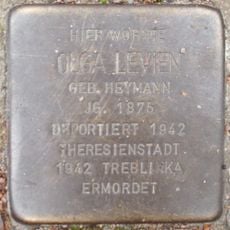 HIER WOHNTE
OLGA LEVIEN
GEB. HEYMANN
JG. 1875
DEPORTIERT 1942
THERESIENSTADT
1942 TREBLINKA
ERMORDET